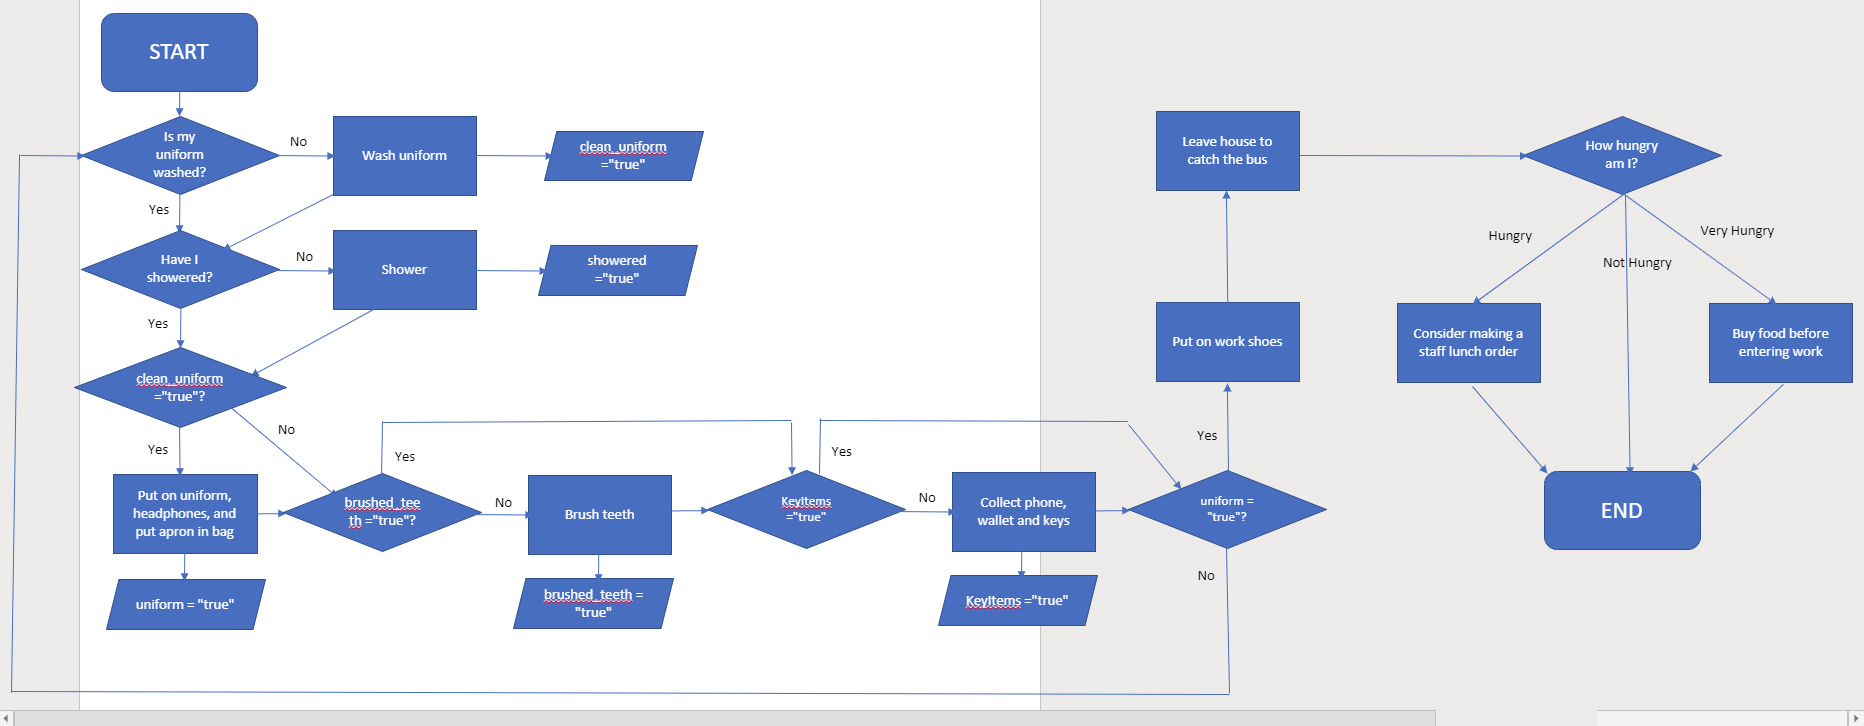 START
Is my
uniform
washed?
No
Wash uniform
clean_uniform
="true"
Yes
Have I
showered?
No
Shower
showered
="true"
Yes
clean_uniform
="true"?
No
Yes
Put on uniform,
headphones, and
put apron in bag
uniform = "true"
brushed_tee
th ="true"?
Yes
No
Brush teeth
brushed_teeth =
"true"
KeyItems
="true"
Yes
No
Collect phone,
wallet and keys
KeyItems ="true"
uniform =
"true"?
No
Yes
Put on work shoes
Leave house to
catch the bus
How hungry
am I?
Hungry
Not Hungry
Very Hungry
Consider making a
staff lunch order
Buy food before
entering work
END